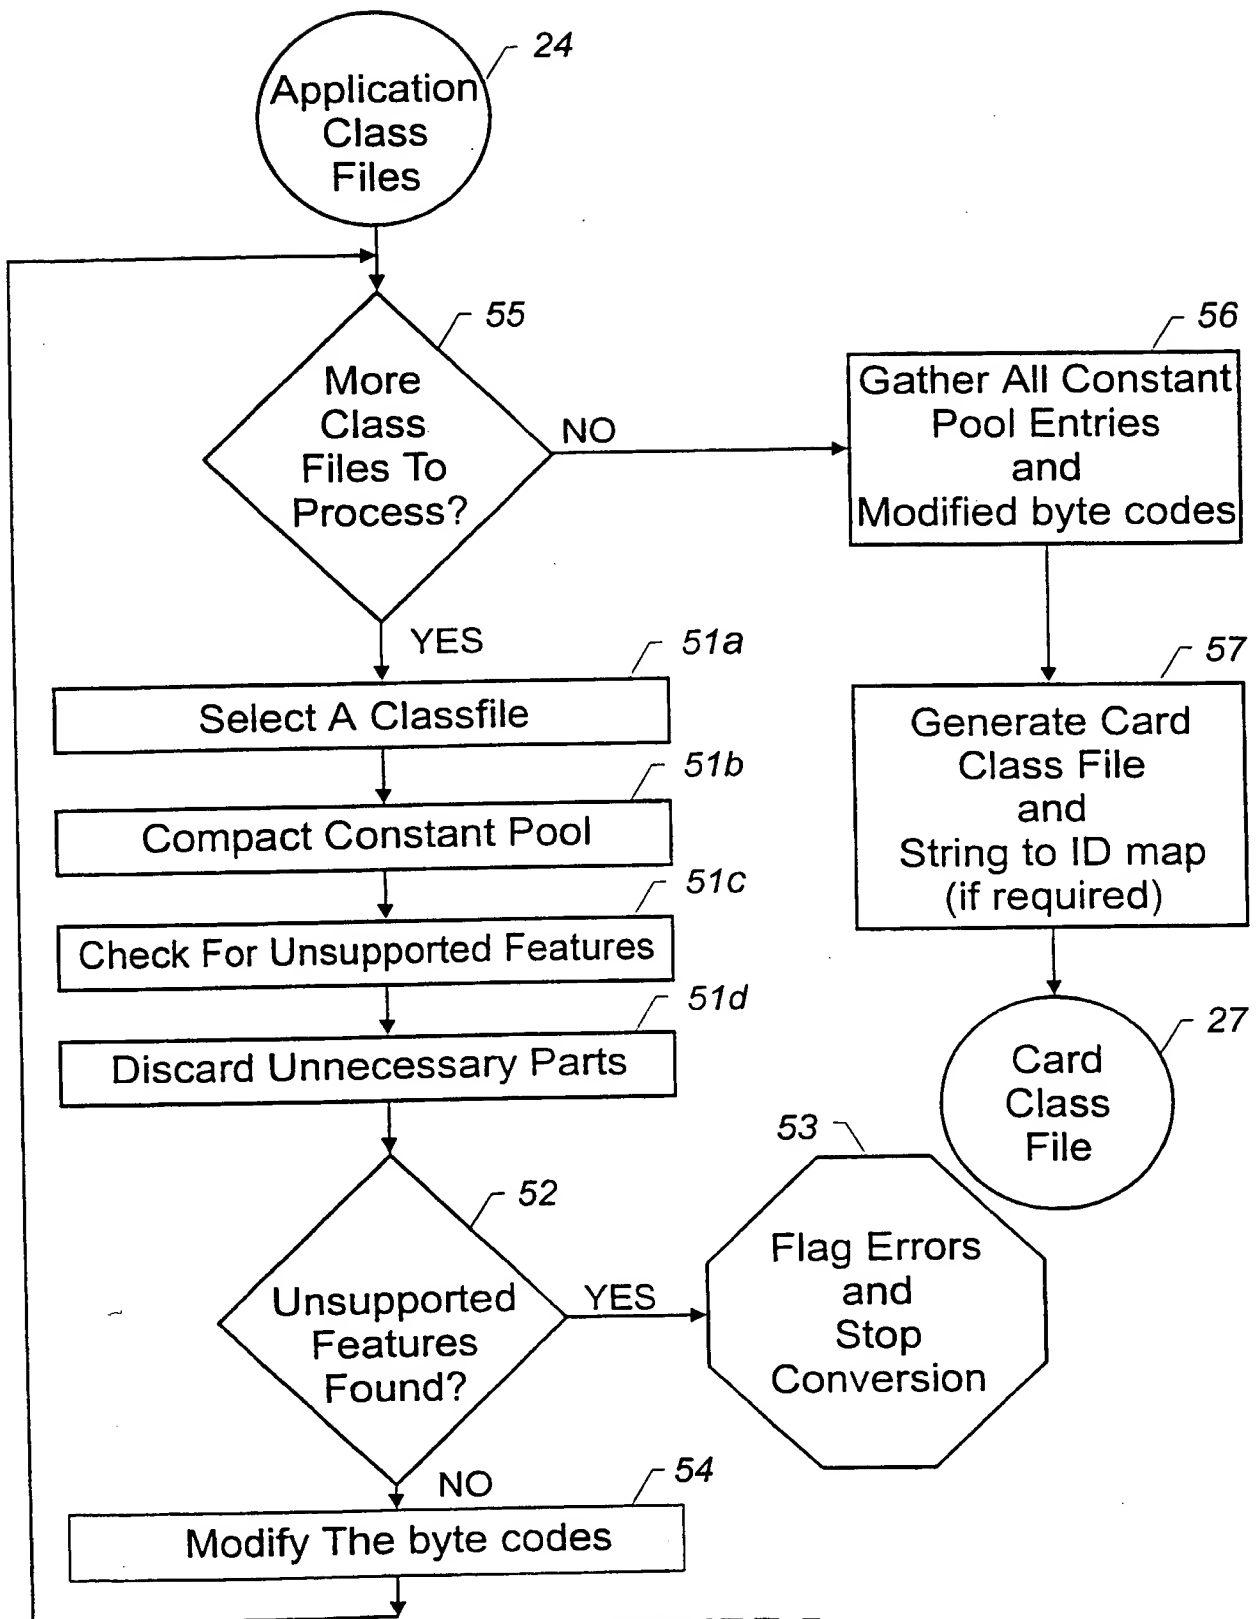 24
Application
Class
Files
55
More
Class
Files To
Process?
NO
56
Gather All Constant
Pool Entries
and
Modified byte codes
YES
51a
Select A Classfile
51b
Compact Constant Pool
51c
Check For Unsupported Features
51d
Discard Unnecessary Parts
57
Generate Card
Class File
and
String to ID map
(if required)
27
Card
Class
File
52
Unsupported
Features
Found?
YES
53
Flag Errors
and
Stop
Conversion
NO
54
Modify The byte codes